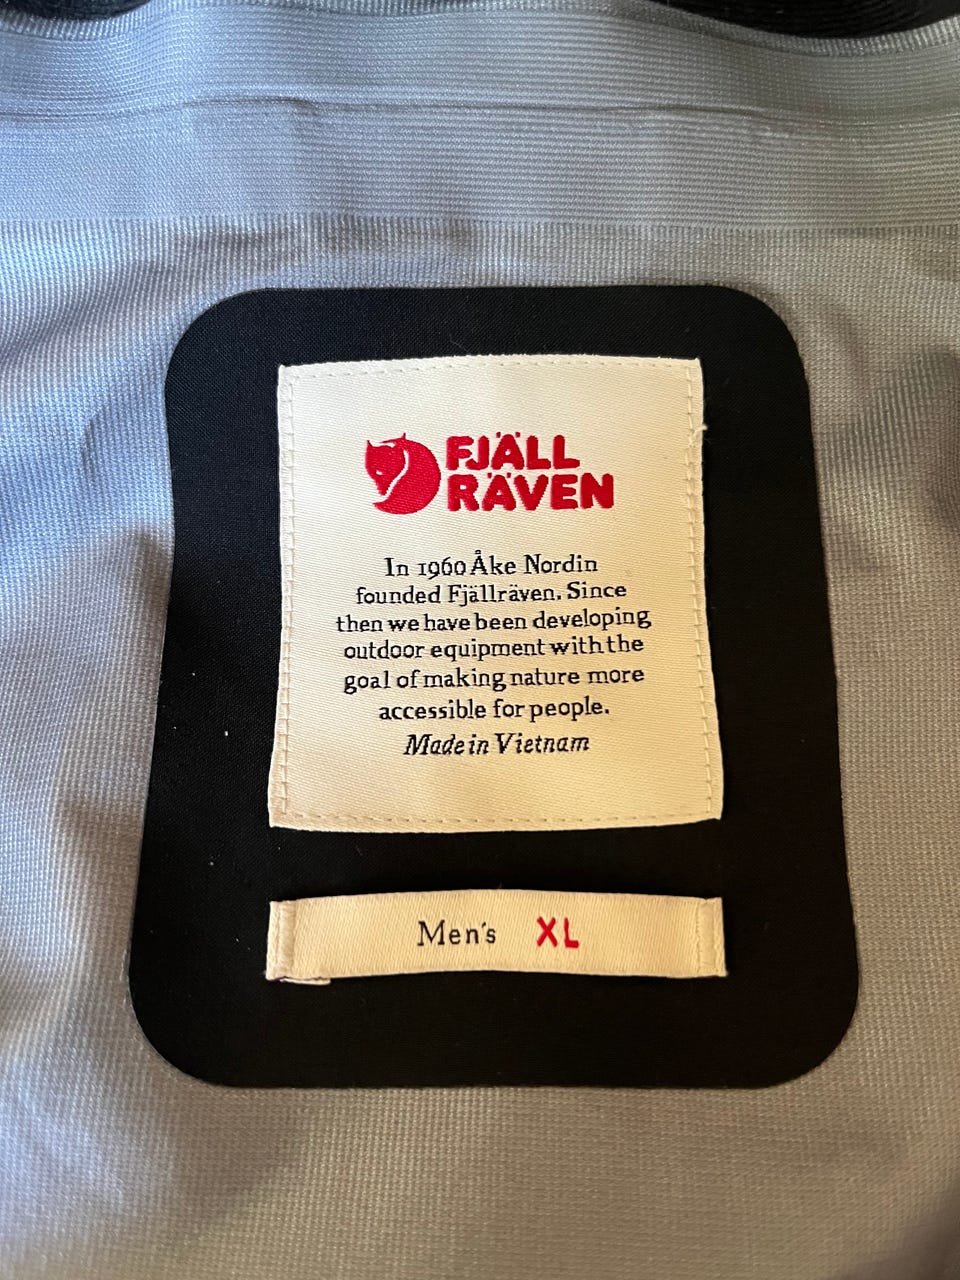 FJÄLL
RÄVEN
In 1960 Åke Nordin
founded Fjällräven. Since
then we have been developing
outdoor equipment with the
goal of making nature more
accessible for people.
Made in Vietnam
Men's XL